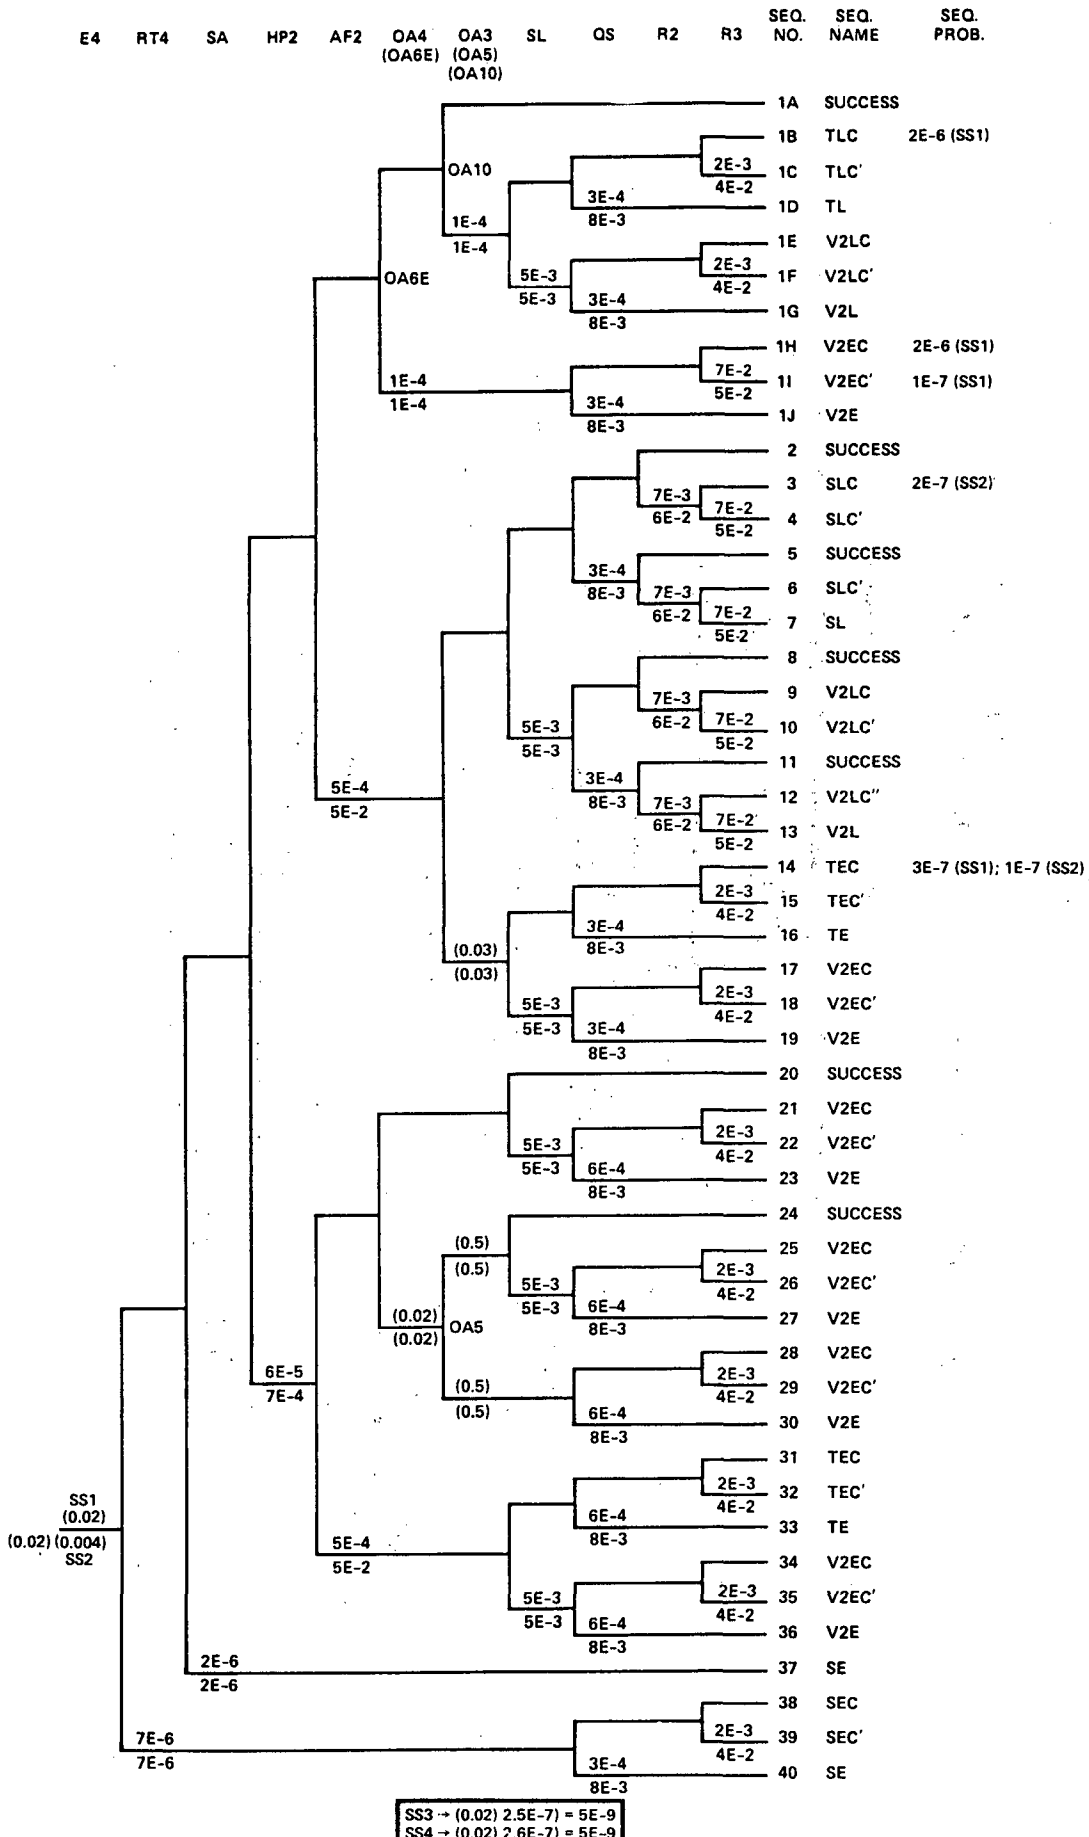 E4 RT4 SA HP2 AF2 OA4 (OA6E) OA3 (OA5) (OA10) SL QS R2 R3 SEQ. NO. SEQ. NAME SEQ. PROB.
1A SUCCESS
1B TLC 2E-6 (SS1)
OA10
2E-3
1C TLC′
4E-2
3E-4
1D TL
8E-3
1E-4
1E-4
1E V2LC
2E-3
1F V2LC′
4E-2
OA6E
5E-3
5E-3
3E-4
1G V2L
8E-3
1H V2EC 2E-6 (SS1)
7E-2
1I V2EC′ 1E-7 (SS1)
5E-2
1E-4
1E-4
3E-4
1J V2E
8E-3
2 SUCCESS
3 SLC 2E-7 (SS2)
7E-3
6E-2
7E-2
4 SLC′
5E-2
5 SUCCESS
3E-4
8E-3
6 SLC′
7E-3
6E-2
7E-2
7 SL
5E-2
8 SUCCESS
9 V2LC
7E-3
6E-2
7E-2
10 V2LC′
5E-2
5E-3
5E-3
11 SUCCESS
3E-4
8E-3
12 V2LC″
7E-3
6E-2
7E-2
13 V2L
5E-2
5E-4
5E-2
14 TEC 3E-7 (SS1); 1E-7 (SS2)
2E-3
15 TEC′
4E-2
3E-4
16 TE
8E-3
(0.03)
(0.03)
17 V2EC
2E-3
18 V2EC′
4E-2
5E-3
5E-3
3E-4
19 V2E
8E-3
20 SUCCESS
21 V2EC
2E-3
22 V2EC′
4E-2
5E-3
5E-3
6E-4
23 V2E
8E-3
24 SUCCESS
(0.5)
(0.5)
25 V2EC
2E-3
26 V2EC′
4E-2
5E-3
5E-3
6E-4
27 V2E
8E-3
(0.02)
(0.02)
OA5
28 V2EC
2E-3
29 V2EC′
4E-2
(0.5)
(0.5)
6E-4
30 V2E
8E-3
6E-5
7E-4
31 TEC
2E-3
32 TEC′
4E-2
6E-4
33 TE
8E-3
5E-4
5E-2
34 V2EC
2E-3
35 V2EC′
4E-2
5E-3
5E-3
6E-4
36 V2E
8E-3
SS1
(0.02)
(0.02) (0.004)
SS2
2E-6
37 SE
2E-6
38 SEC
2E-3
39 SEC′
4E-2
7E-6
7E-6
3E-4
40 SE
8E-3
SS3 → (0.02) 2.5E-7) = 5E-9
SS4 → (0.02) 2.6E-7) = 5E-9